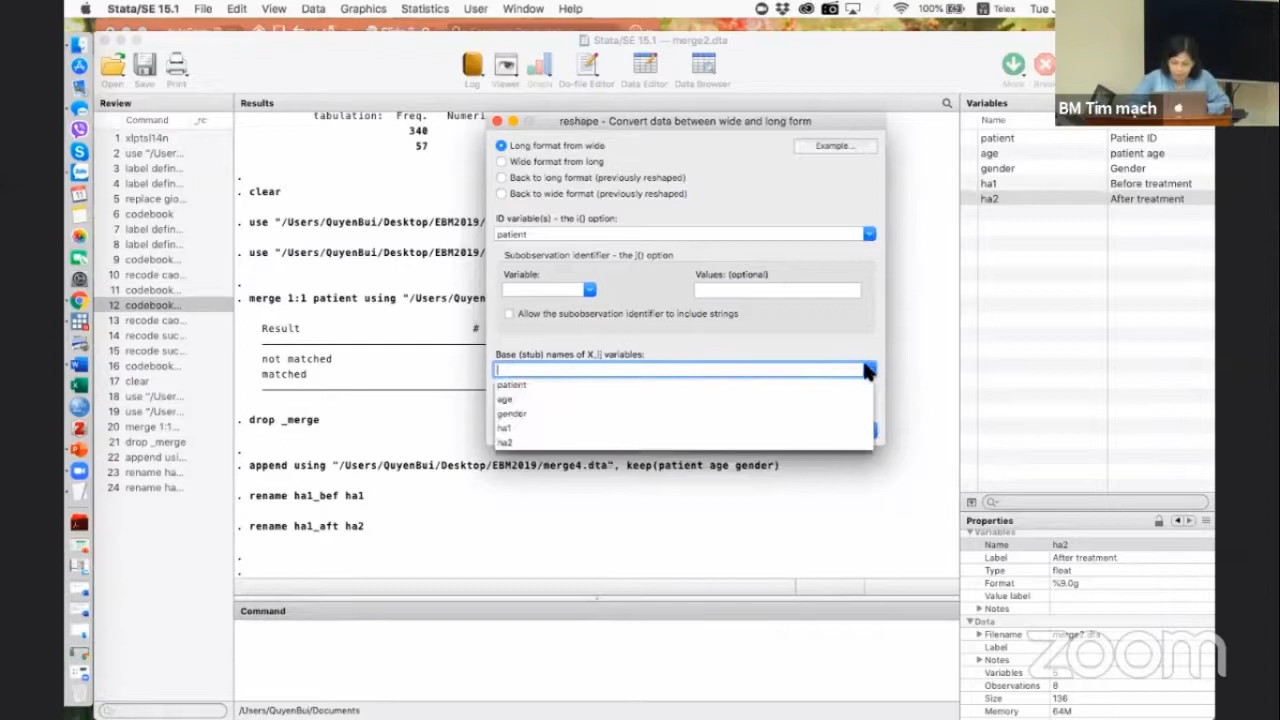 Stata/SE 15.1 File Edit View Data Graphics Statistics User Window Help 100% Telex Tue
Stata/SE 15.1 — merge2.dta
Open Save Print Log Viewer Graph Do-file Editor Data Editor Data Browser More Break
Review Results Variables
Command _rc
1 xlptsl14n
2 use "/User...
3 label defin...
4 label defin...
5 replace gio...
6 codebook
7 label defin...
8 label defin...
9 codebook...
10 recode cao...
11 codebook...
12 codebook...
13 recode cao...
14 recode suc...
15 recode suc...
16 codebook...
17 clear
18 use "/User...
19 use "/User...
20 merge 1:1...
21 drop _merge
22 append usi...
23 rename ha...
24 rename ha...
tabulation: Freq. Numeri
340
57
.
. clear
. use "/Users/QuyenBui/Desktop/EBM2019/
. use "/Users/QuyenBui/Desktop/EBM2019/
.
. merge 1:1 patient using "/Users/Quyen
Result #
not matched
matched
. drop _merge
.
. append using "/Users/QuyenBui/Desktop/EBM2019/merge4.dta", keep(patient age gender)
. rename ha1_bef ha1
. rename ha1_aft ha2
.
.
Command
/Users/QuyenBui/Documents
reshape - Convert data between wide and long form
Long format from wide
Example...
Wide format from long
Back to long format (previously reshaped)
Back to wide format (previously reshaped)
ID variable(s) - the i() option:
patient
Subobservation identifier - the j() option
Variable: Values: (optional)
Allow the subobservation identifier to include strings
Base (stub) names of X_ij variables:
patient
age
gender
ha1
ha2
BM Tim mạch
Name
patient Patient ID
age patient age
gender Gender
ha1 Before treatment
ha2 After treatment
Properties
Variables
Name ha2
Label After treatment
Type float
Format %9.0g
Value label
Notes
Data
Filename merge2.dta
Label
Notes
Variables 5
Observations 8
Size 136
Memory 64M
zoom